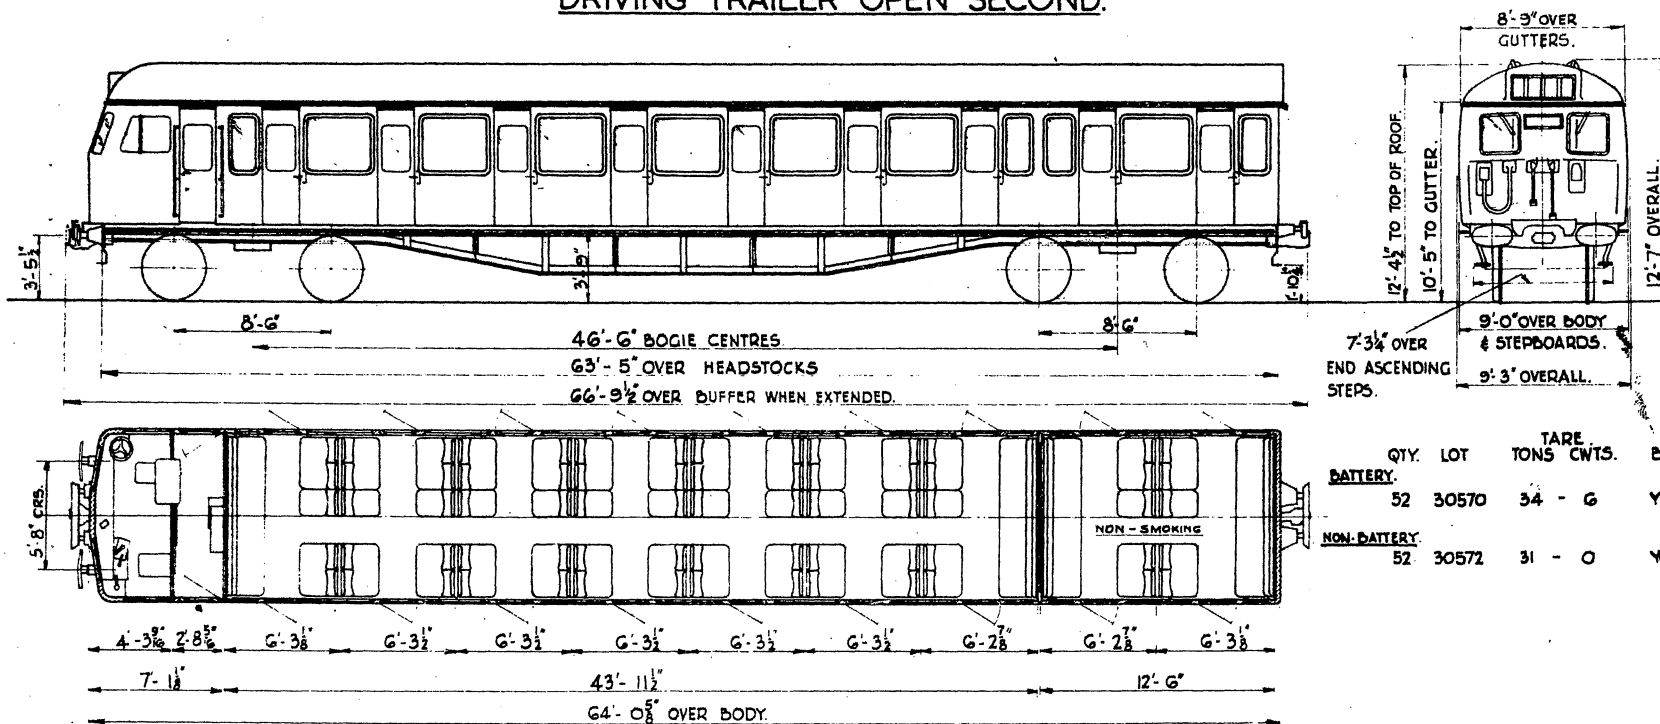 DRIVING TRAILER OPEN SECOND.
8'-9" OVER
GUTTERS.
12'-4½" TO TOP OF ROOF.
10'-5" TO GUTTER.
12'-7" OVERALL.
3'-5½"
3'-9"
1'-10¾"
8'-6"
8'-6"
46'-6" BOGIE CENTRES.
63'-5" OVER HEADSTOCKS
66'-9½" OVER BUFFER WHEN EXTENDED.
7'-3¼" OVER
END ASCENDING
STEPS.
9'-0" OVER BODY
& STEPBOARDS.
9'-3" OVERALL.
5'-8" CRS.
NON-SMOKING
TARE.
QTY. LOT TONS CWTS. B
BATTERY.
52 30570 34 - 6 Y
NON-BATTERY.
52 30572 31 - 0 Y
4'-3 9/16" 2'-8 5/16" 6'-3⅛" 6'-3½" 6'-3½" 6'-3½" 6'-3½" 6'-3½" 6'-2⅞" 6'-2⅞" 6'-3⅛"
7'-1⅛" 43'-11½" 12'-6"
64'-0⅝" OVER BODY.